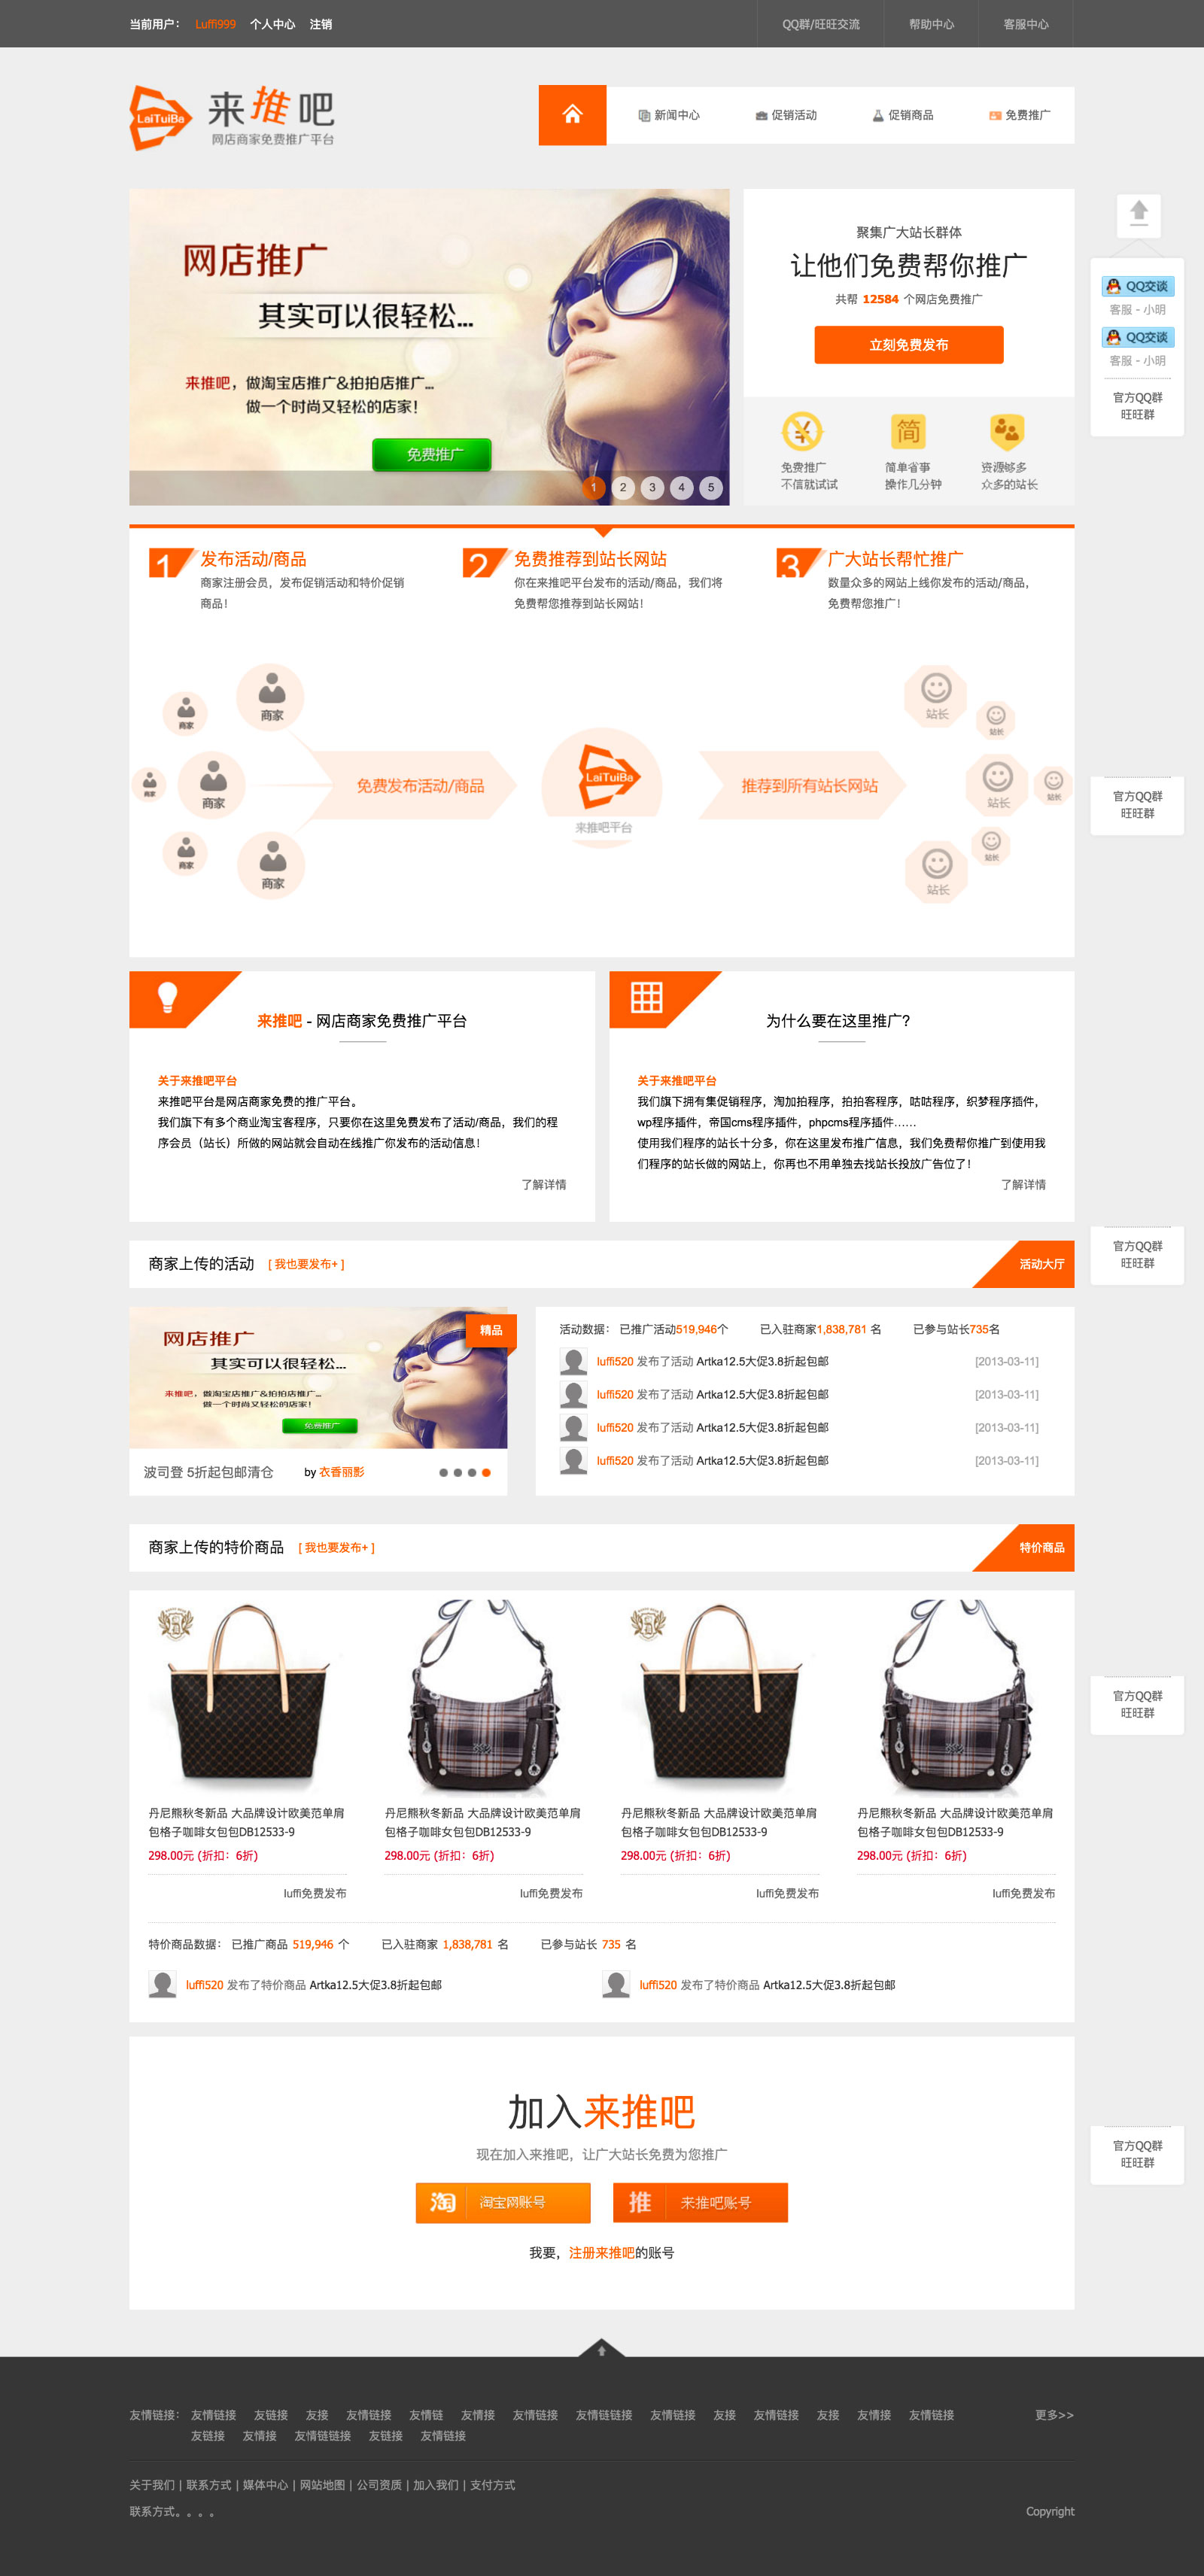 当前用户： Luffi999 个人中心 注销 QQ群/旺旺交流 帮助中心 客服中心
LaiTuiBa 来推吧
网店商家免费推广平台
新闻中心 促销活动 促销商品 免费推广
网店推广
其实可以很轻松...
来推吧，做淘宝店推广&拍拍店推广...
做一个时尚又轻松的店家！
免费推广
1 2 3 4 5
聚集广大站长群体
让他们免费帮你推广
共帮 12584 个网店免费推广
立刻免费发布
简
免费推广 简单省事 资源够多
不信就试试 操作几分钟 众多的站长
QQ交谈
客服 - 小明
QQ交谈
客服 - 小明
官方QQ群
旺旺群
1 发布活动/商品
商家注册会员，发布促销活动和特价促销
商品！
2 免费推荐到站长网站
你在来推吧平台发布的活动/商品，我们将
免费帮您推荐到站长网站！
3 广大站长帮忙推广
数量众多的网站上线你发布的活动/商品，
免费帮您推广！
商家
商家
商家
商家
商家
商家
免费发布活动/商品
LaiTuiBa
来推吧平台
推荐到所有站长网站
站长
站长
站长
站长
站长
站长
官方QQ群
旺旺群
来推吧 - 网店商家免费推广平台
关于来推吧平台
来推吧平台是网店商家免费的推广平台。
我们旗下有多个商业淘宝客程序，只要你在这里免费发布了活动/商品，我们的程
序会员（站长）所做的网站就会自动在线推广你发布的活动信息！
了解详情
为什么要在这里推广？
关于来推吧平台
我们旗下拥有集促销程序，淘加拍程序，拍拍客程序，咕咕程序，织梦程序插件，
wp程序插件，帝国cms程序插件，phpcms程序插件……
使用我们程序的站长十分多，你在这里发布推广信息，我们免费帮你推广到使用我
们程序的站长做的网站上，你再也不用单独去找站长投放广告位了！
了解详情
官方QQ群
旺旺群
商家上传的活动 [ 我也要发布+ ] 活动大厅
网店推广
其实可以很轻松...
来推吧，做淘宝店推广&拍拍店推广...
做一个时尚又轻松的店家！
免费推广
精品
波司登 5折起包邮清仓 by 衣香丽影
活动数据： 已推广活动519,946个 已入驻商家1,838,781 名 已参与站长735名
luffi520 发布了活动 Artka12.5大促3.8折起包邮 [2013-03-11]
luffi520 发布了活动 Artka12.5大促3.8折起包邮 [2013-03-11]
luffi520 发布了活动 Artka12.5大促3.8折起包邮 [2013-03-11]
luffi520 发布了活动 Artka12.5大促3.8折起包邮 [2013-03-11]
商家上传的特价商品 [ 我也要发布+ ] 特价商品
官方QQ群
旺旺群
丹尼熊秋冬新品 大品牌设计欧美范单肩 丹尼熊秋冬新品 大品牌设计欧美范单肩 丹尼熊秋冬新品 大品牌设计欧美范单肩 丹尼熊秋冬新品 大品牌设计欧美范单肩
包格子咖啡女包包DB12533-9 包格子咖啡女包包DB12533-9 包格子咖啡女包包DB12533-9 包格子咖啡女包包DB12533-9
298.00元 (折扣：6折) 298.00元 (折扣：6折) 298.00元 (折扣：6折) 298.00元 (折扣：6折)
luffi免费发布 luffi免费发布 luffi免费发布 luffi免费发布
特价商品数据： 已推广商品 519,946 个 已入驻商家 1,838,781 名 已参与站长 735 名
luffi520 发布了特价商品 Artka12.5大促3.8折起包邮 luffi520 发布了特价商品 Artka12.5大促3.8折起包邮
加入来推吧
现在加入来推吧，让广大站长免费为您推广
淘 淘宝网账号 推 来推吧账号
我要，注册来推吧的账号
官方QQ群
旺旺群
友情链接： 友情链接 友链接 友接 友情链接 友情链 友情接 友情链接 友情链链接 友情链接 友接 友情链接 友接 友情接 友情链接 更多>>
友链接 友情接 友情链链接 友链接 友情链接
关于我们 | 联系方式 | 媒体中心 | 网站地图 | 公司资质 | 加入我们 | 支付方式
联系方式。。。。 Copyright